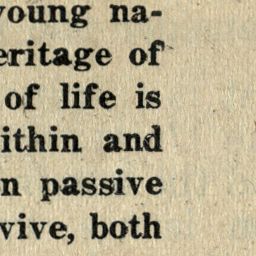 young na-
eritage of
of life is
ithin and
n passive
vive, both